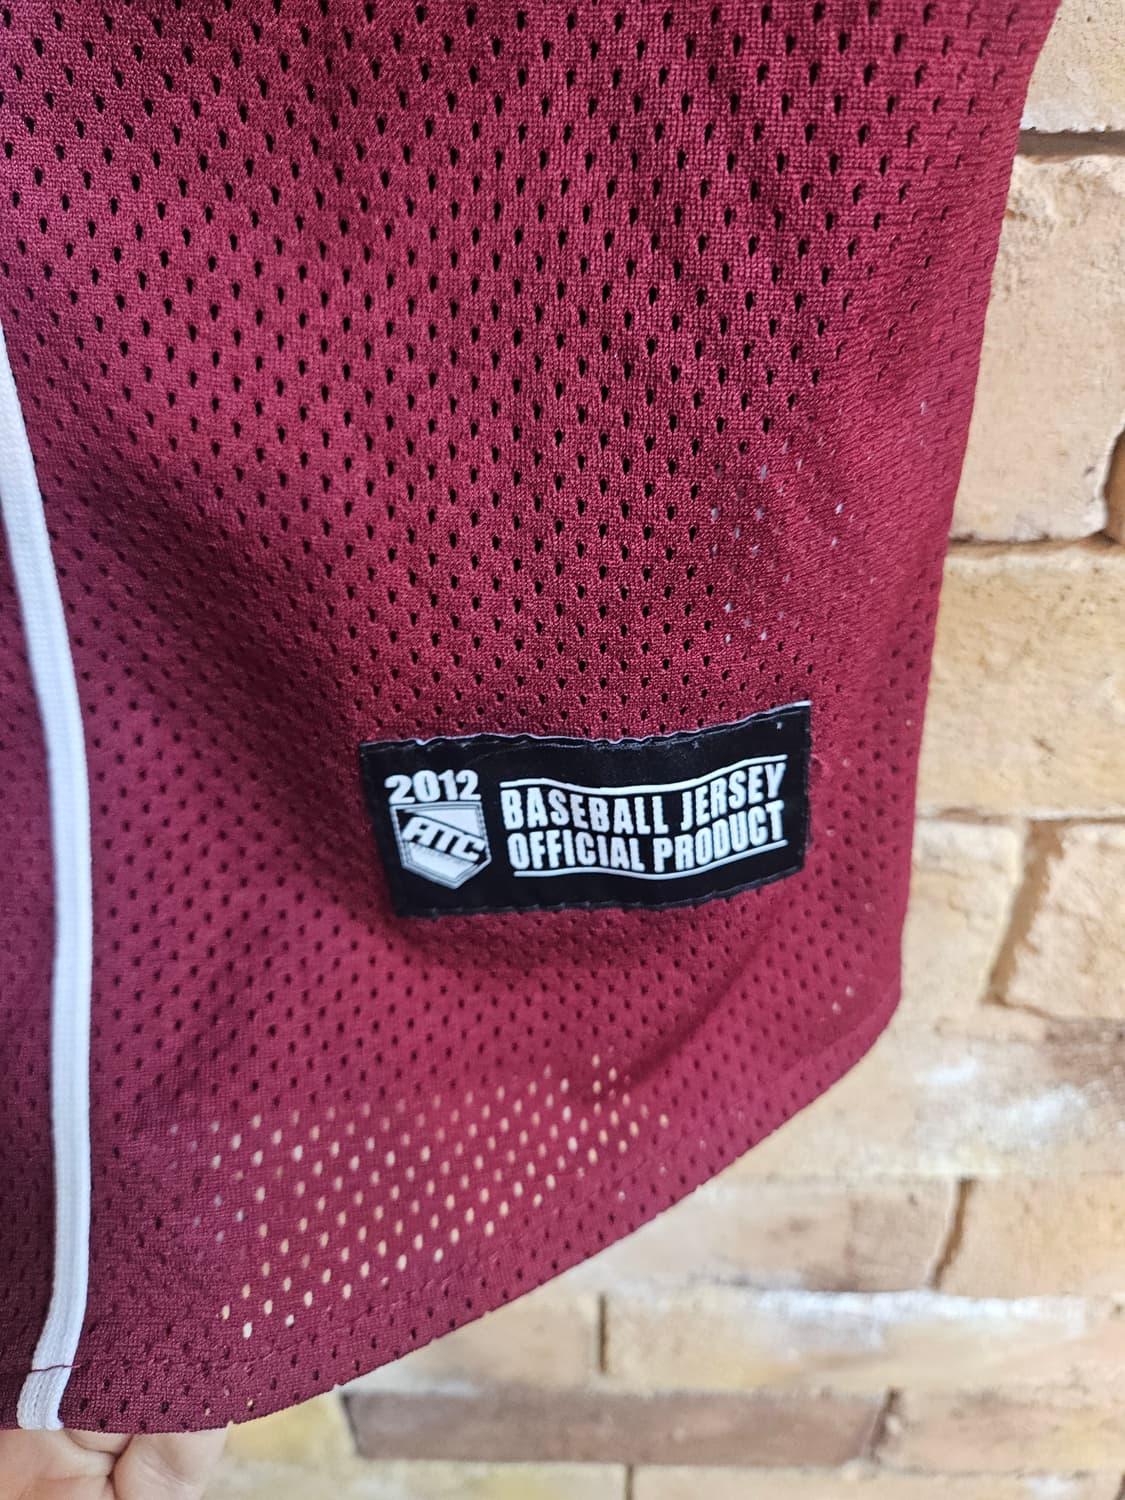 2012
ATC
BASEBALL JERSEY
OFFICIAL PRODUCT